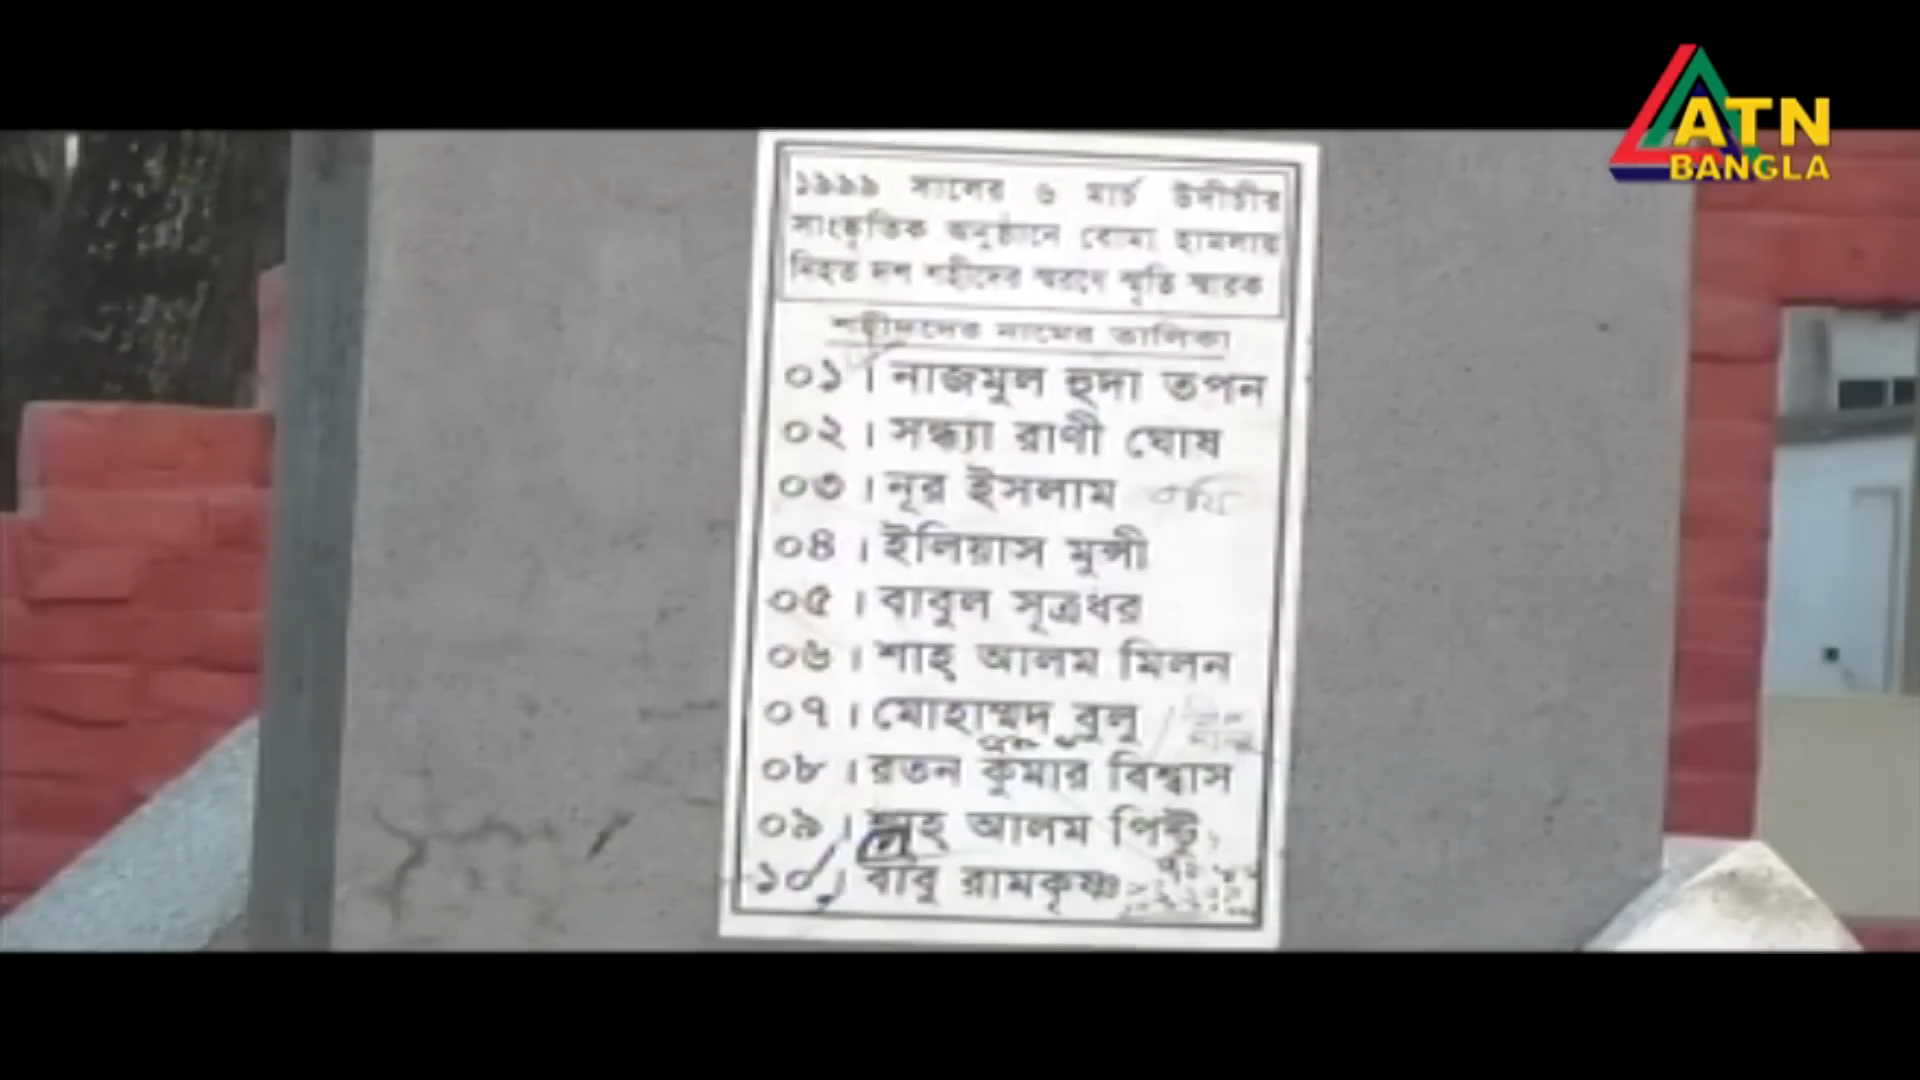 ATN
BANGLA
১৯৯৯ সালের ৬ মার্চ উদীচীর
সাংস্কৃতিক অনুষ্ঠানে বোমা হামলায়
নিহত দশ শহীদের স্মরণে স্মৃতি স্মারক
শহীদদের নামের তালিকা
০১। নাজমুল হুদা তপন
০২। সন্ধ্যা রাণী ঘোষ
০৩। নূর ইসলাম
০৪। ইলিয়াস মুন্সী
০৫। বাবুল সূত্রধর
০৬। শাহ্ আলম মিলন
০৭। মোহাম্মদ বুলু
০৮। রতন কুমার বিশ্বাস
০৯। শাহ আলম পিন্টু
১০। বাবু রামকৃষ্ণ